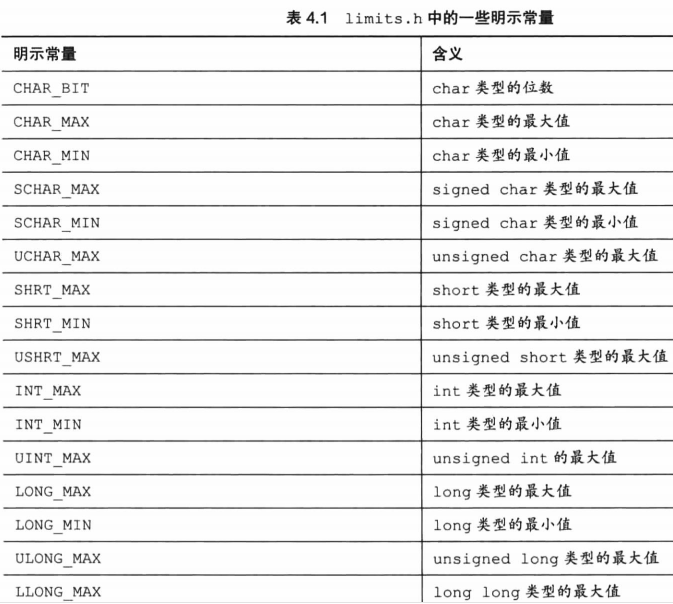 表 4.1 limits.h 中的一些明示常量
明示常量 含义
CHAR_BIT char 类型的位数
CHAR_MAX char 类型的最大值
CHAR_MIN char 类型的最小值
SCHAR_MAX signed char 类型的最大值
SCHAR_MIN signed char 类型的最小值
UCHAR_MAX unsigned char 类型的最大值
SHRT_MAX short 类型的最大值
SHRT_MIN short 类型的最小值
USHRT_MAX unsigned short 类型的最大值
INT_MAX int 类型的最大值
INT_MIN int 类型的最小值
UINT_MAX unsigned int 的最大值
LONG_MAX long 类型的最大值
LONG_MIN long 类型的最小值
ULONG_MAX unsigned long 类型的最大值
LLONG_MAX long long 类型的最大值